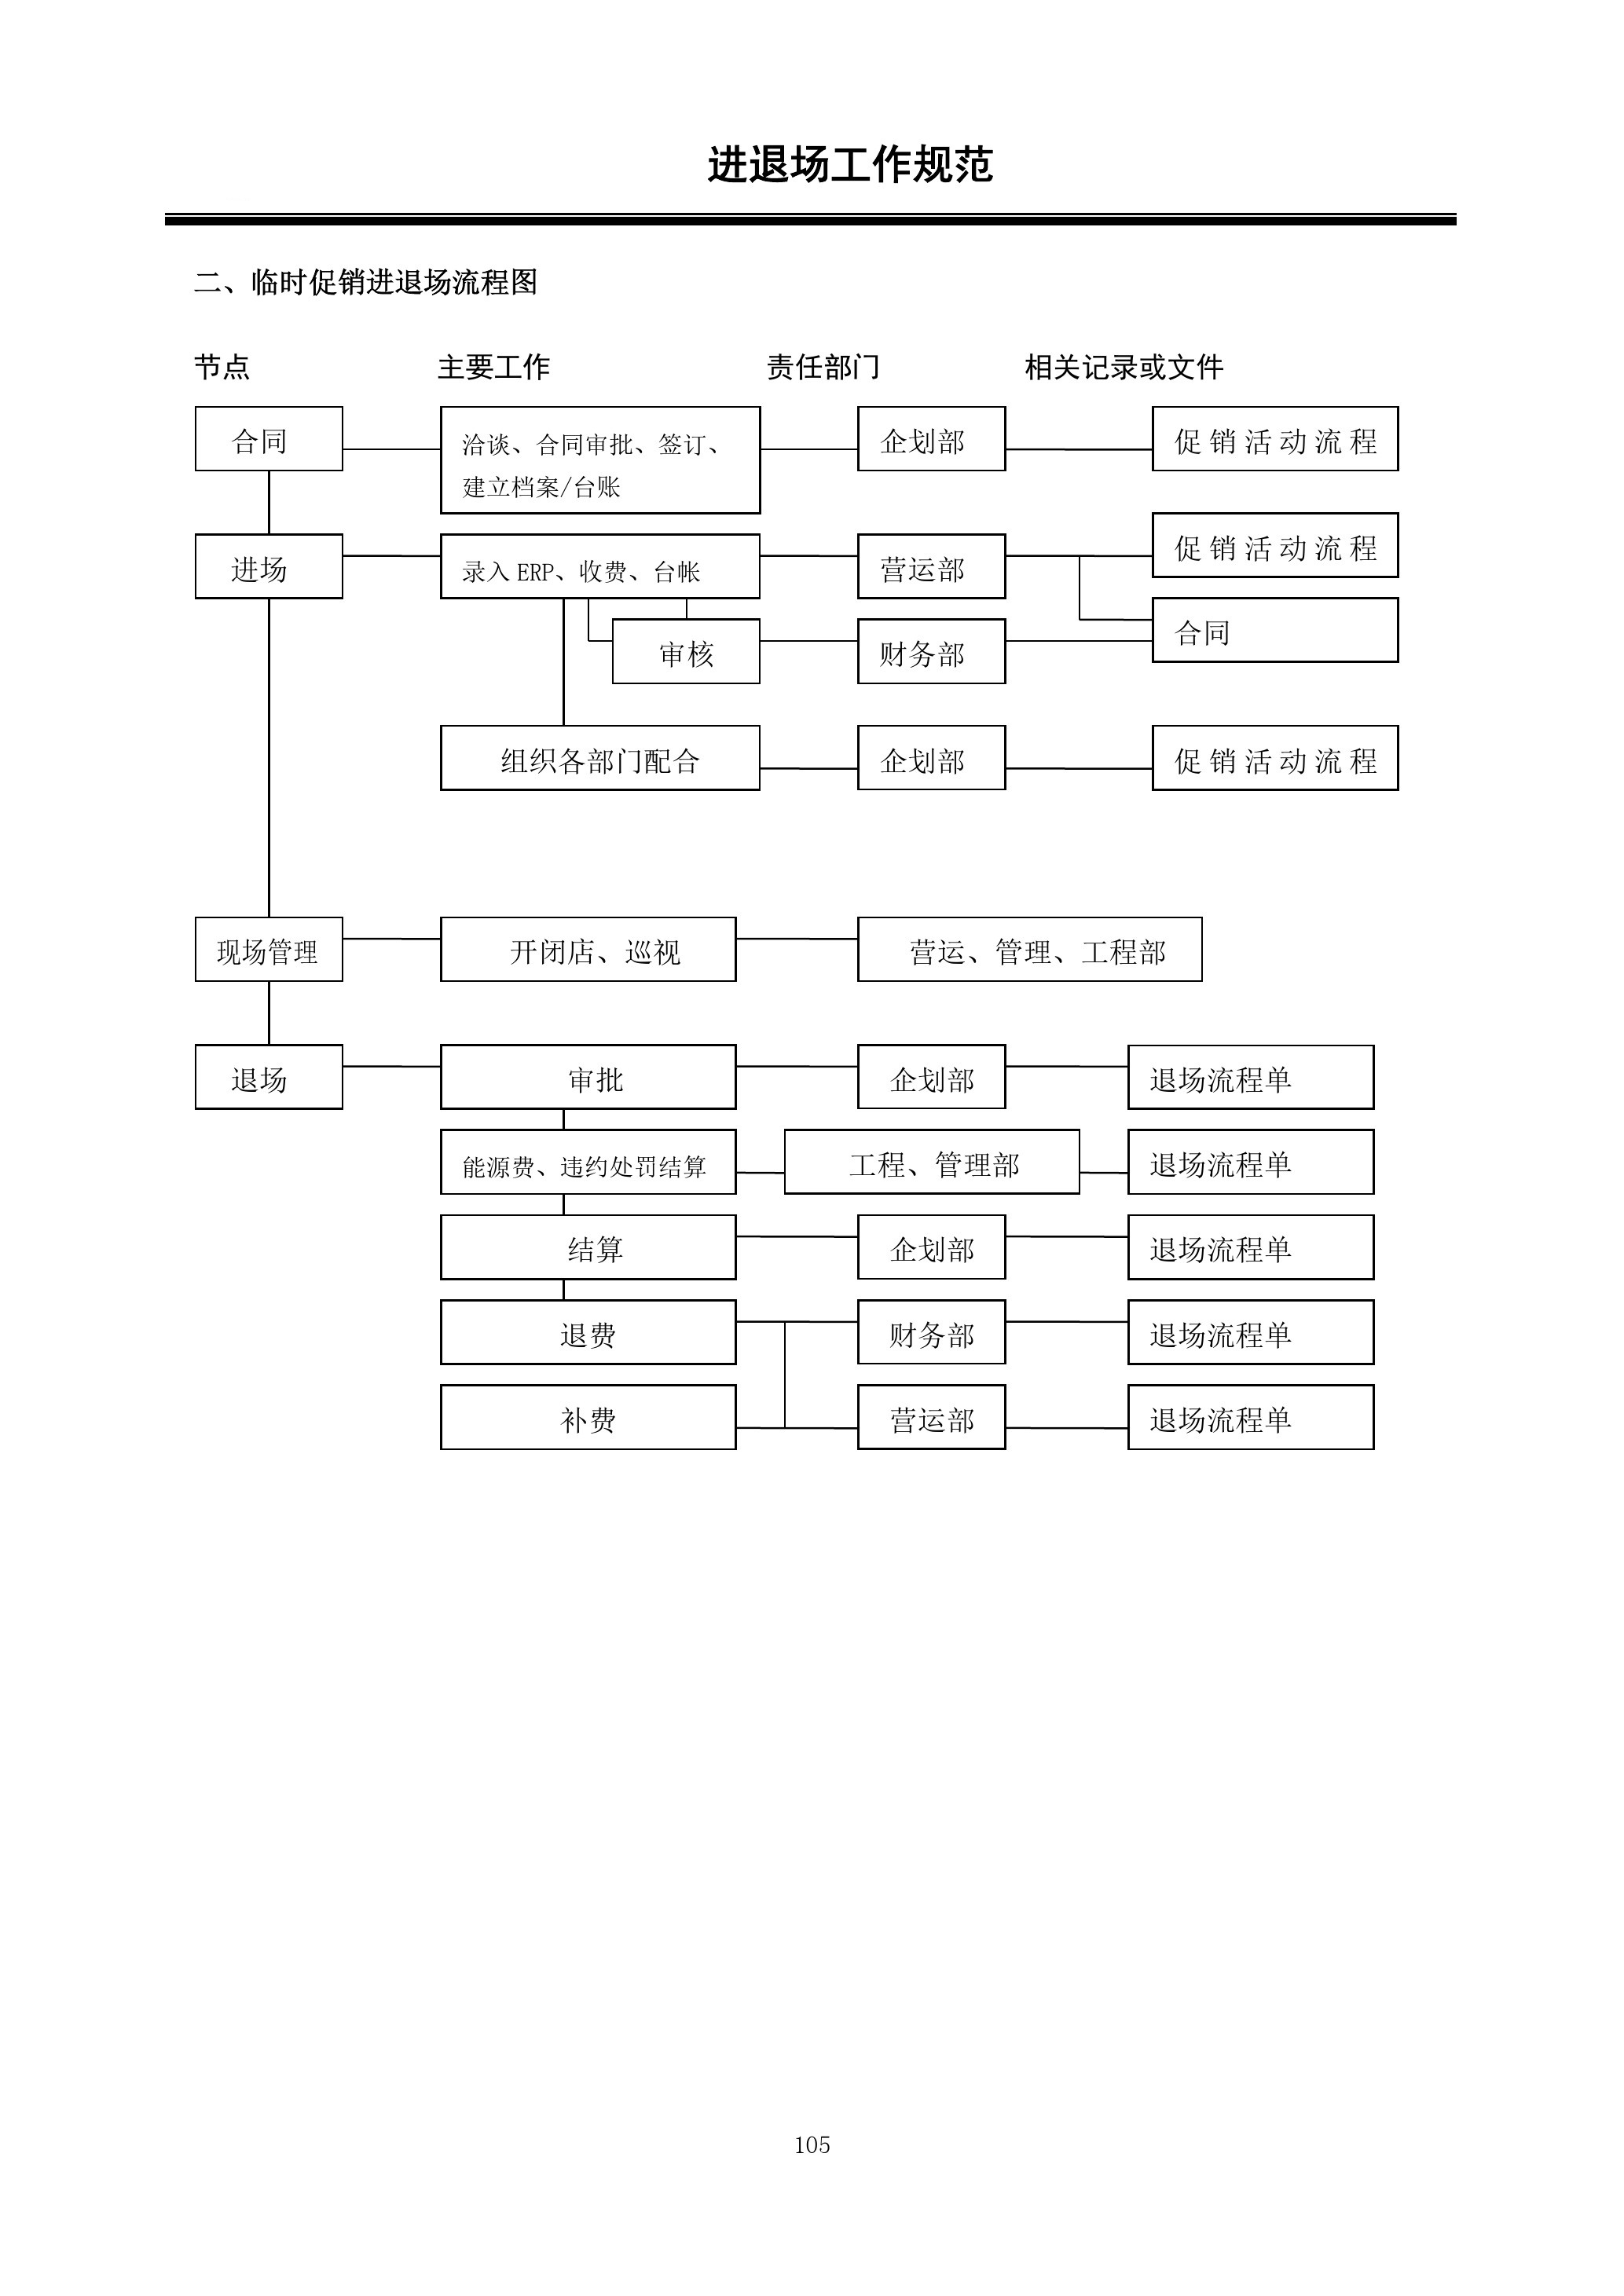 进退场工作规范
二、临时促销进退场流程图
节点 主要工作 责任部门 相关记录或文件
合同
洽谈、合同审批、签订、
建立档案/台账
企划部
促销活动流程
进场
录入 ERP、收费、台帐
营运部
促销活动流程
合同
审核
财务部
组织各部门配合
企划部
促销活动流程
现场管理
开闭店、巡视
营运、管理、工程部
退场
审批
企划部
退场流程单
能源费、违约处罚结算
工程、管理部
退场流程单
结算
企划部
退场流程单
退费
财务部
退场流程单
补费
营运部
退场流程单
105